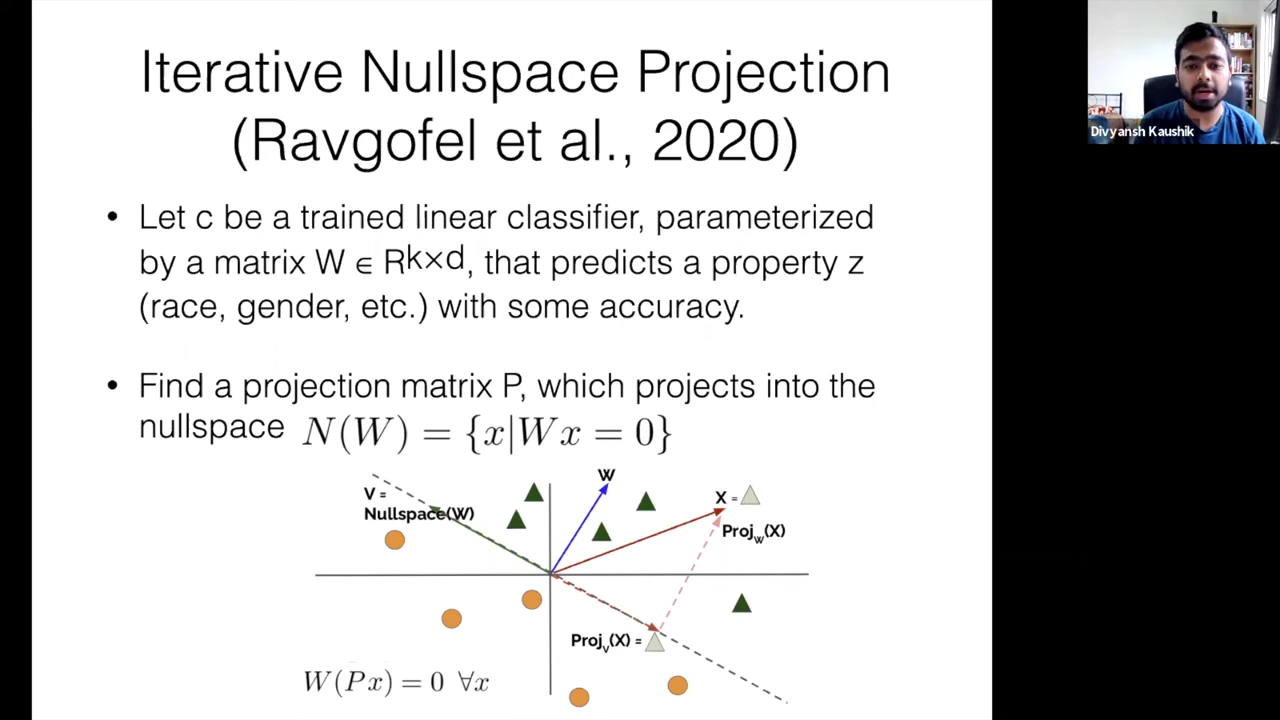 Iterative Nullspace Projection
(Ravgofel et al., 2020)
• Let c be a trained linear classifier, parameterized
by a matrix W ∈ Rk×d, that predicts a property z
(race, gender, etc.) with some accuracy.
• Find a projection matrix P, which projects into the
nullspace N(W) = {x|Wx = 0}
W
V =
Nullspace(W)
X =
Projw(X)
Projv(X) =
W(Px) = 0 ∀x
Divyansh Kaushik